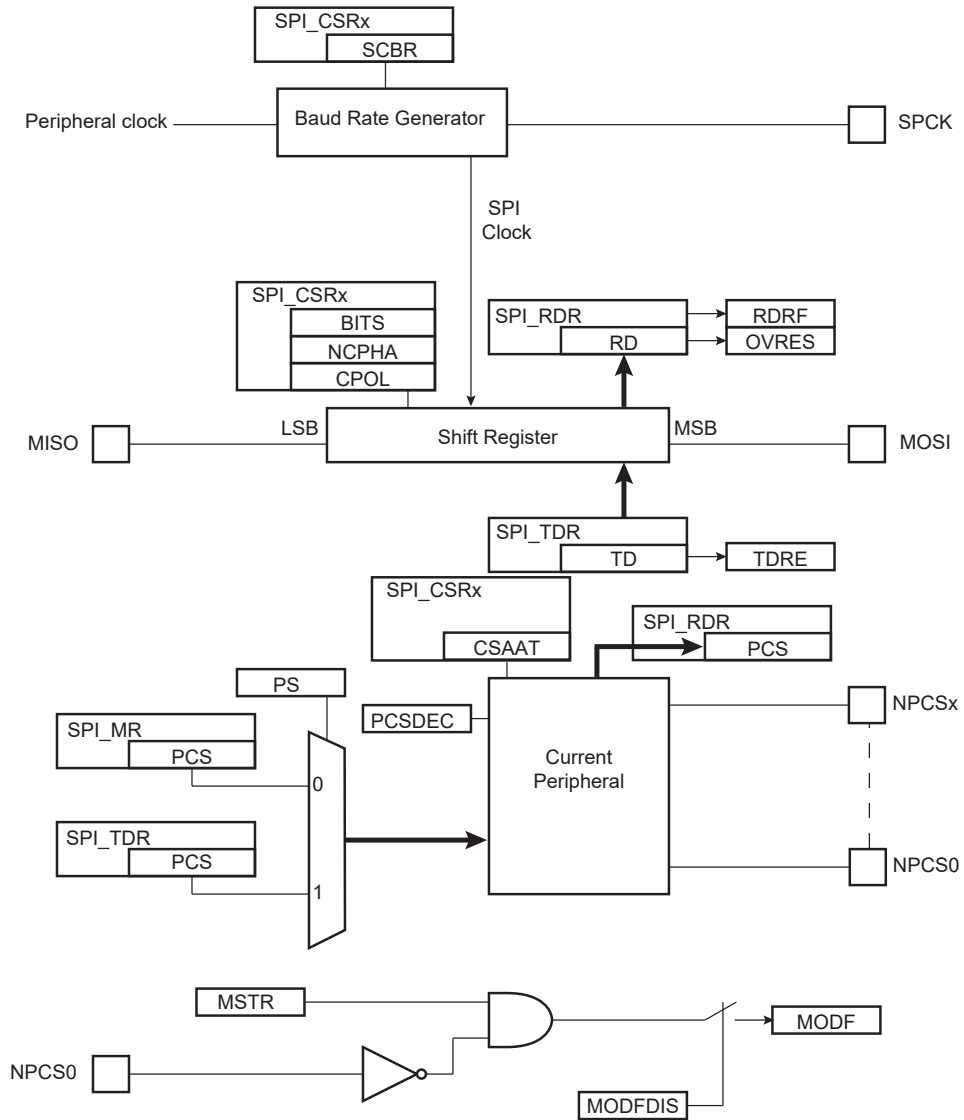 SPI_CSRx
SCBR
Peripheral clock
Baud Rate Generator
SPCK
SPI
Clock
SPI_CSRx
BITS
NCPHA
CPOL
SPI_RDR
RD
RDRF
OVRES
MISO
LSB
Shift Register
MSB
MOSI
SPI_TDR
TD
TDRE
SPI_CSRx
CSAAT
SPI_RDR
PCS
PS
PCSDEC
NPCSx
SPI_MR
PCS
0
Current
Peripheral
SPI_TDR
PCS
1
NPCS0
MSTR
MODF
NPCS0
MODFDIS